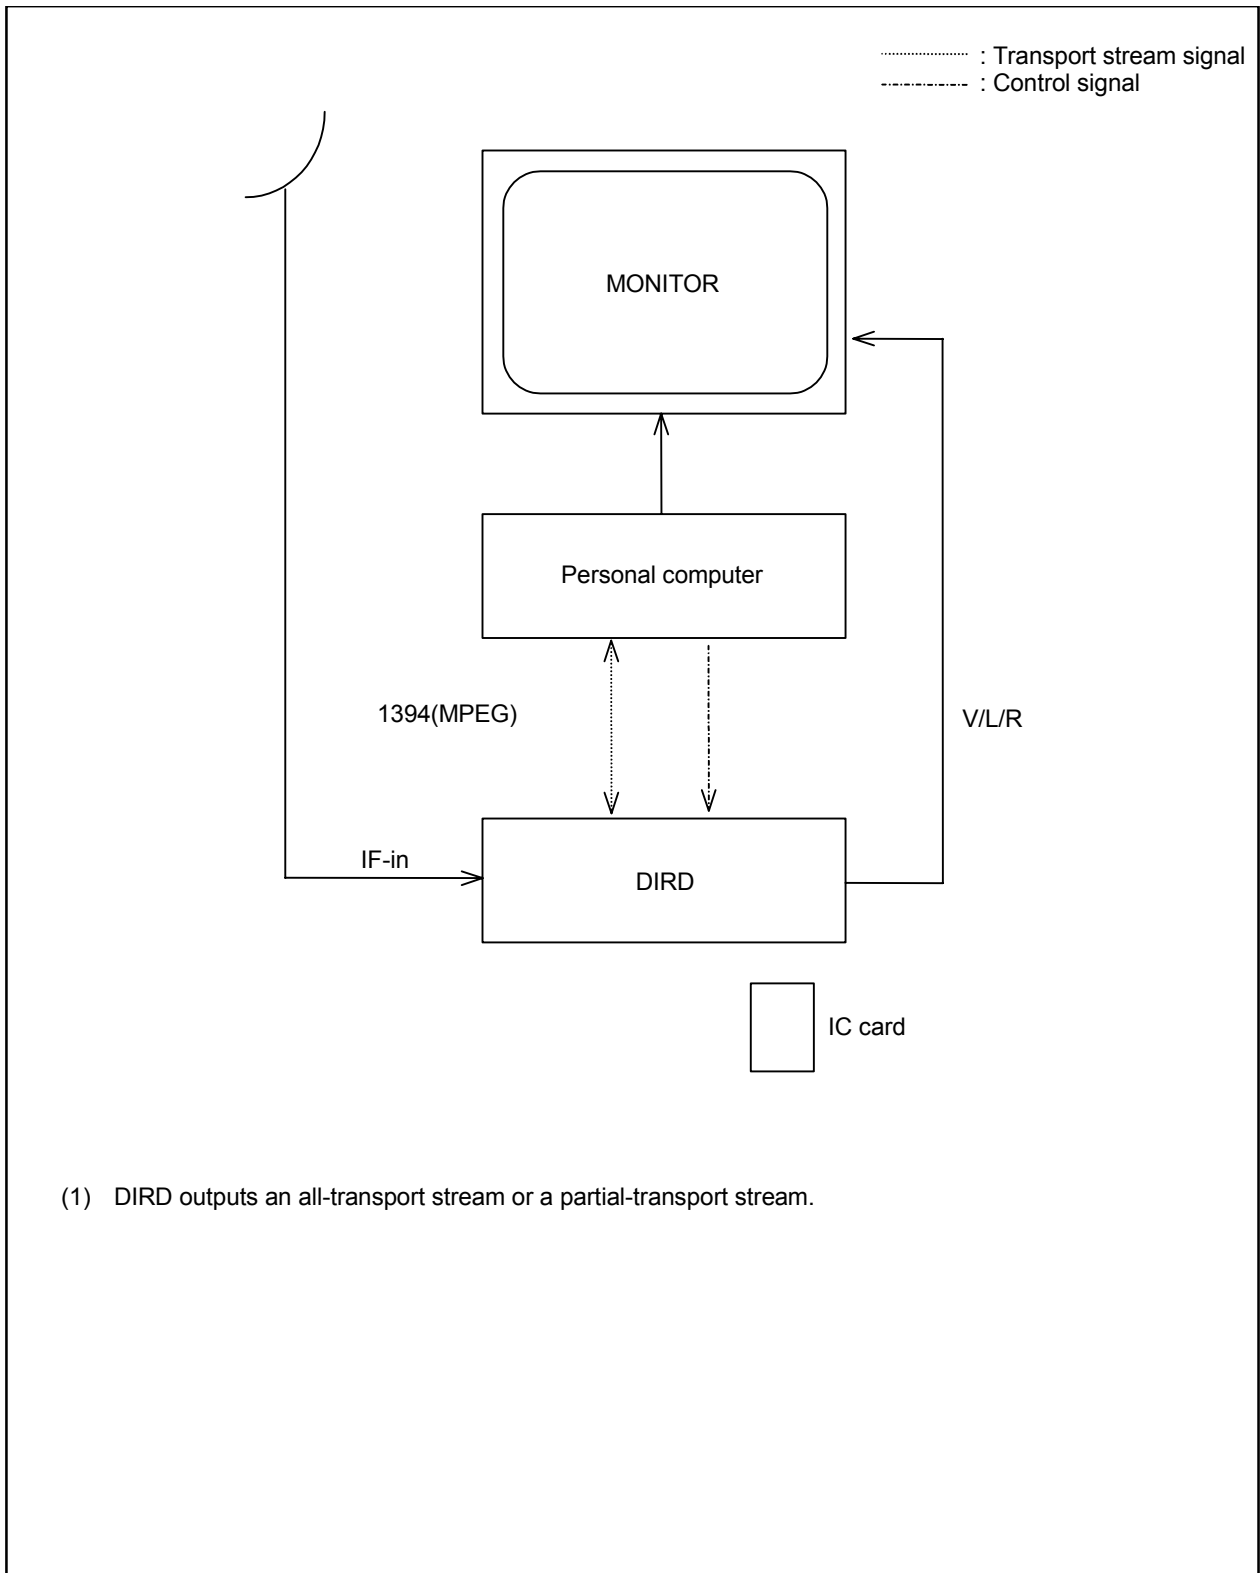 : Transport stream signal
: Control signal
MONITOR
Personal computer
1394(MPEG)
V/L/R
IF-in
DIRD
IC card
(1) DIRD outputs an all-transport stream or a partial-transport stream.